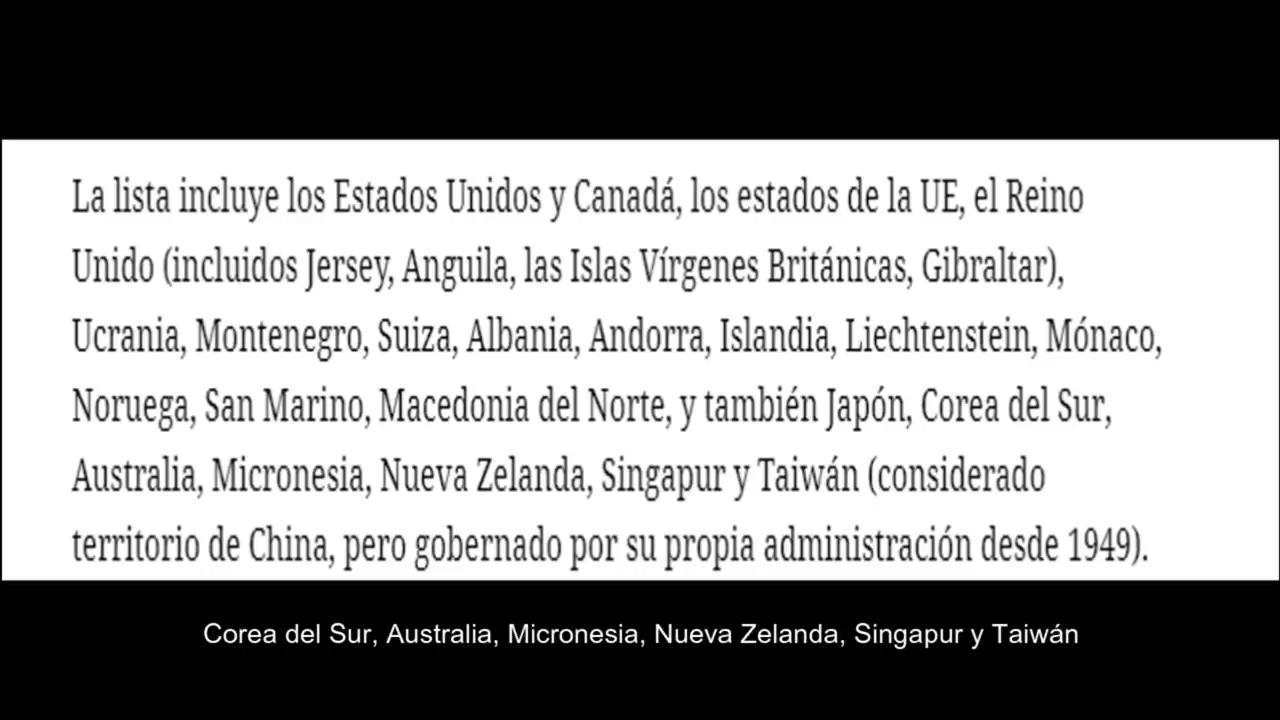 La lista incluye los Estados Unidos y Canadá, los estados de la UE, el Reino
Unido (incluidos Jersey, Anguila, las Islas Vírgenes Británicas, Gibraltar),
Ucrania, Montenegro, Suiza, Albania, Andorra, Islandia, Liechtenstein, Mónaco,
Noruega, San Marino, Macedonia del Norte, y también Japón, Corea del Sur,
Australia, Micronesia, Nueva Zelanda, Singapur y Taiwán (considerado
territorio de China, pero gobernado por su propia administración desde 1949).
Corea del Sur, Australia, Micronesia, Nueva Zelanda, Singapur y Taiwán